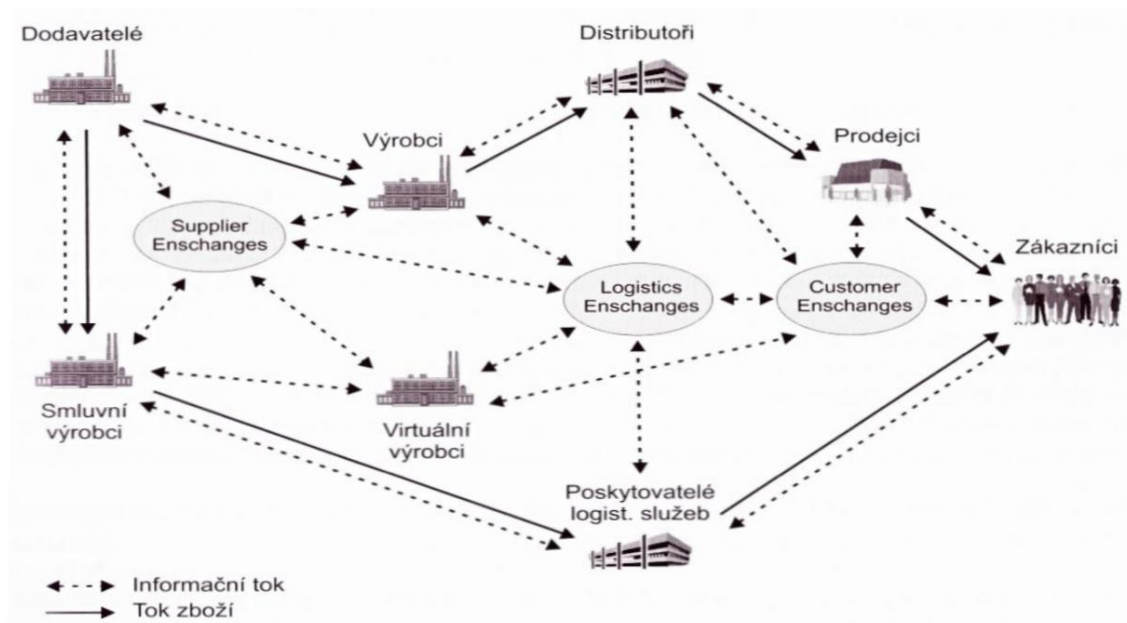 Dodavatelé
Distributoři
Výrobci
Prodejci
Supplier
Enschanges
Zákazníci
Logistics
Enschanges
Customer
Enschanges
Smluvní
výrobci
Virtuální
výrobci
Poskytovatelé
logist. služeb
Informační tok
Tok zboží